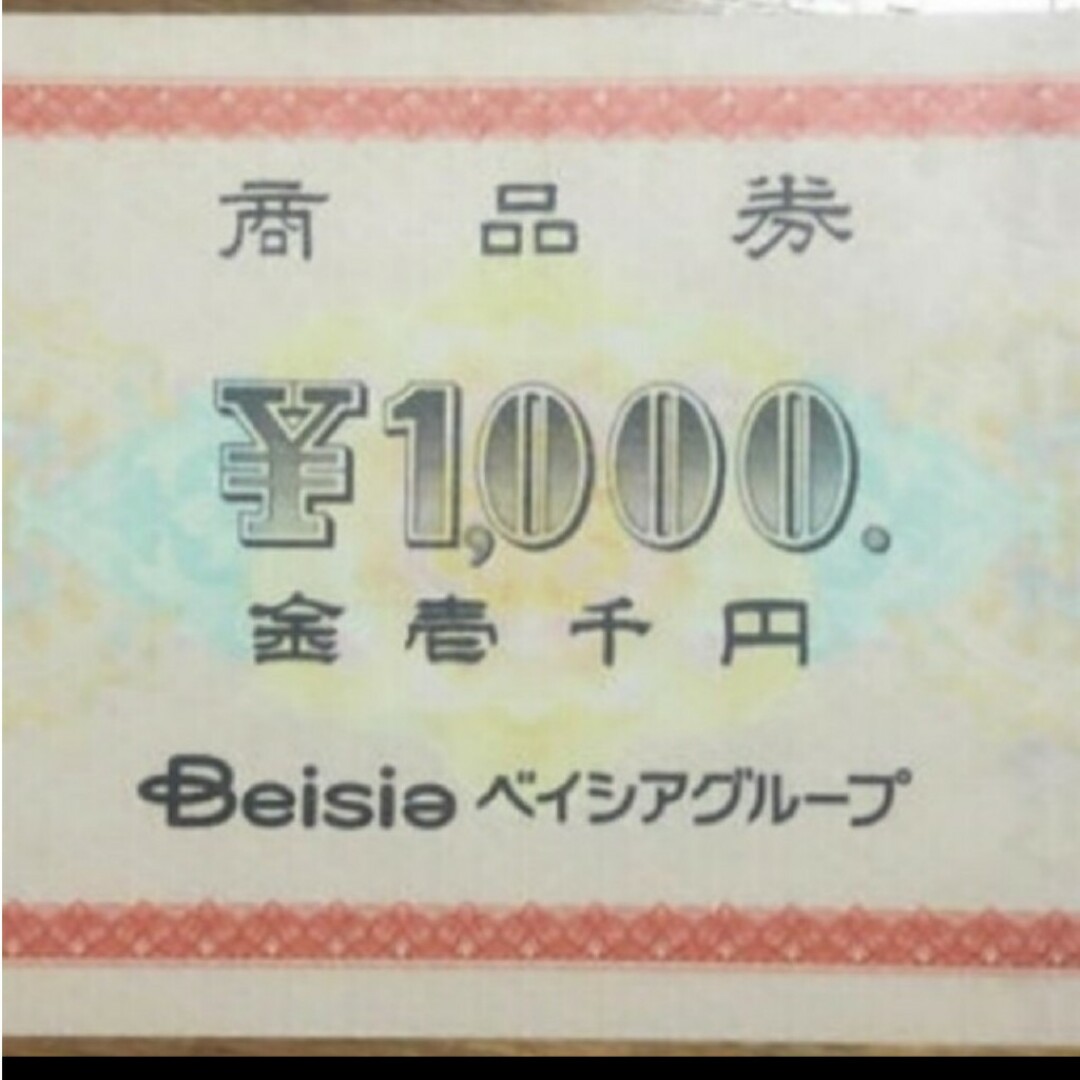 商品券
¥1,000.
金壱千円
Beisia ベイシアグループ